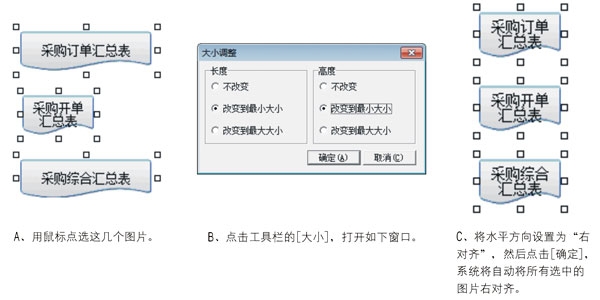 采购订单汇总表
采购开单
汇总表
采购综合汇总表
A、用鼠标点选这几个图片。
大小调整
长度
不改变
改变到最小大小
改变到最大大小
高度
不改变
改变到最小大小
改变到最大大小
确定(A)
取消(C)
B、点击工具栏的[大小]，打开如下窗口。
采购订单
汇总表
采购开单
汇总表
采购综合
汇总表
C、将水平方向设置为“右
对齐”，然后点击[确定]，
系统将自动将所有选中的
图片右对齐。